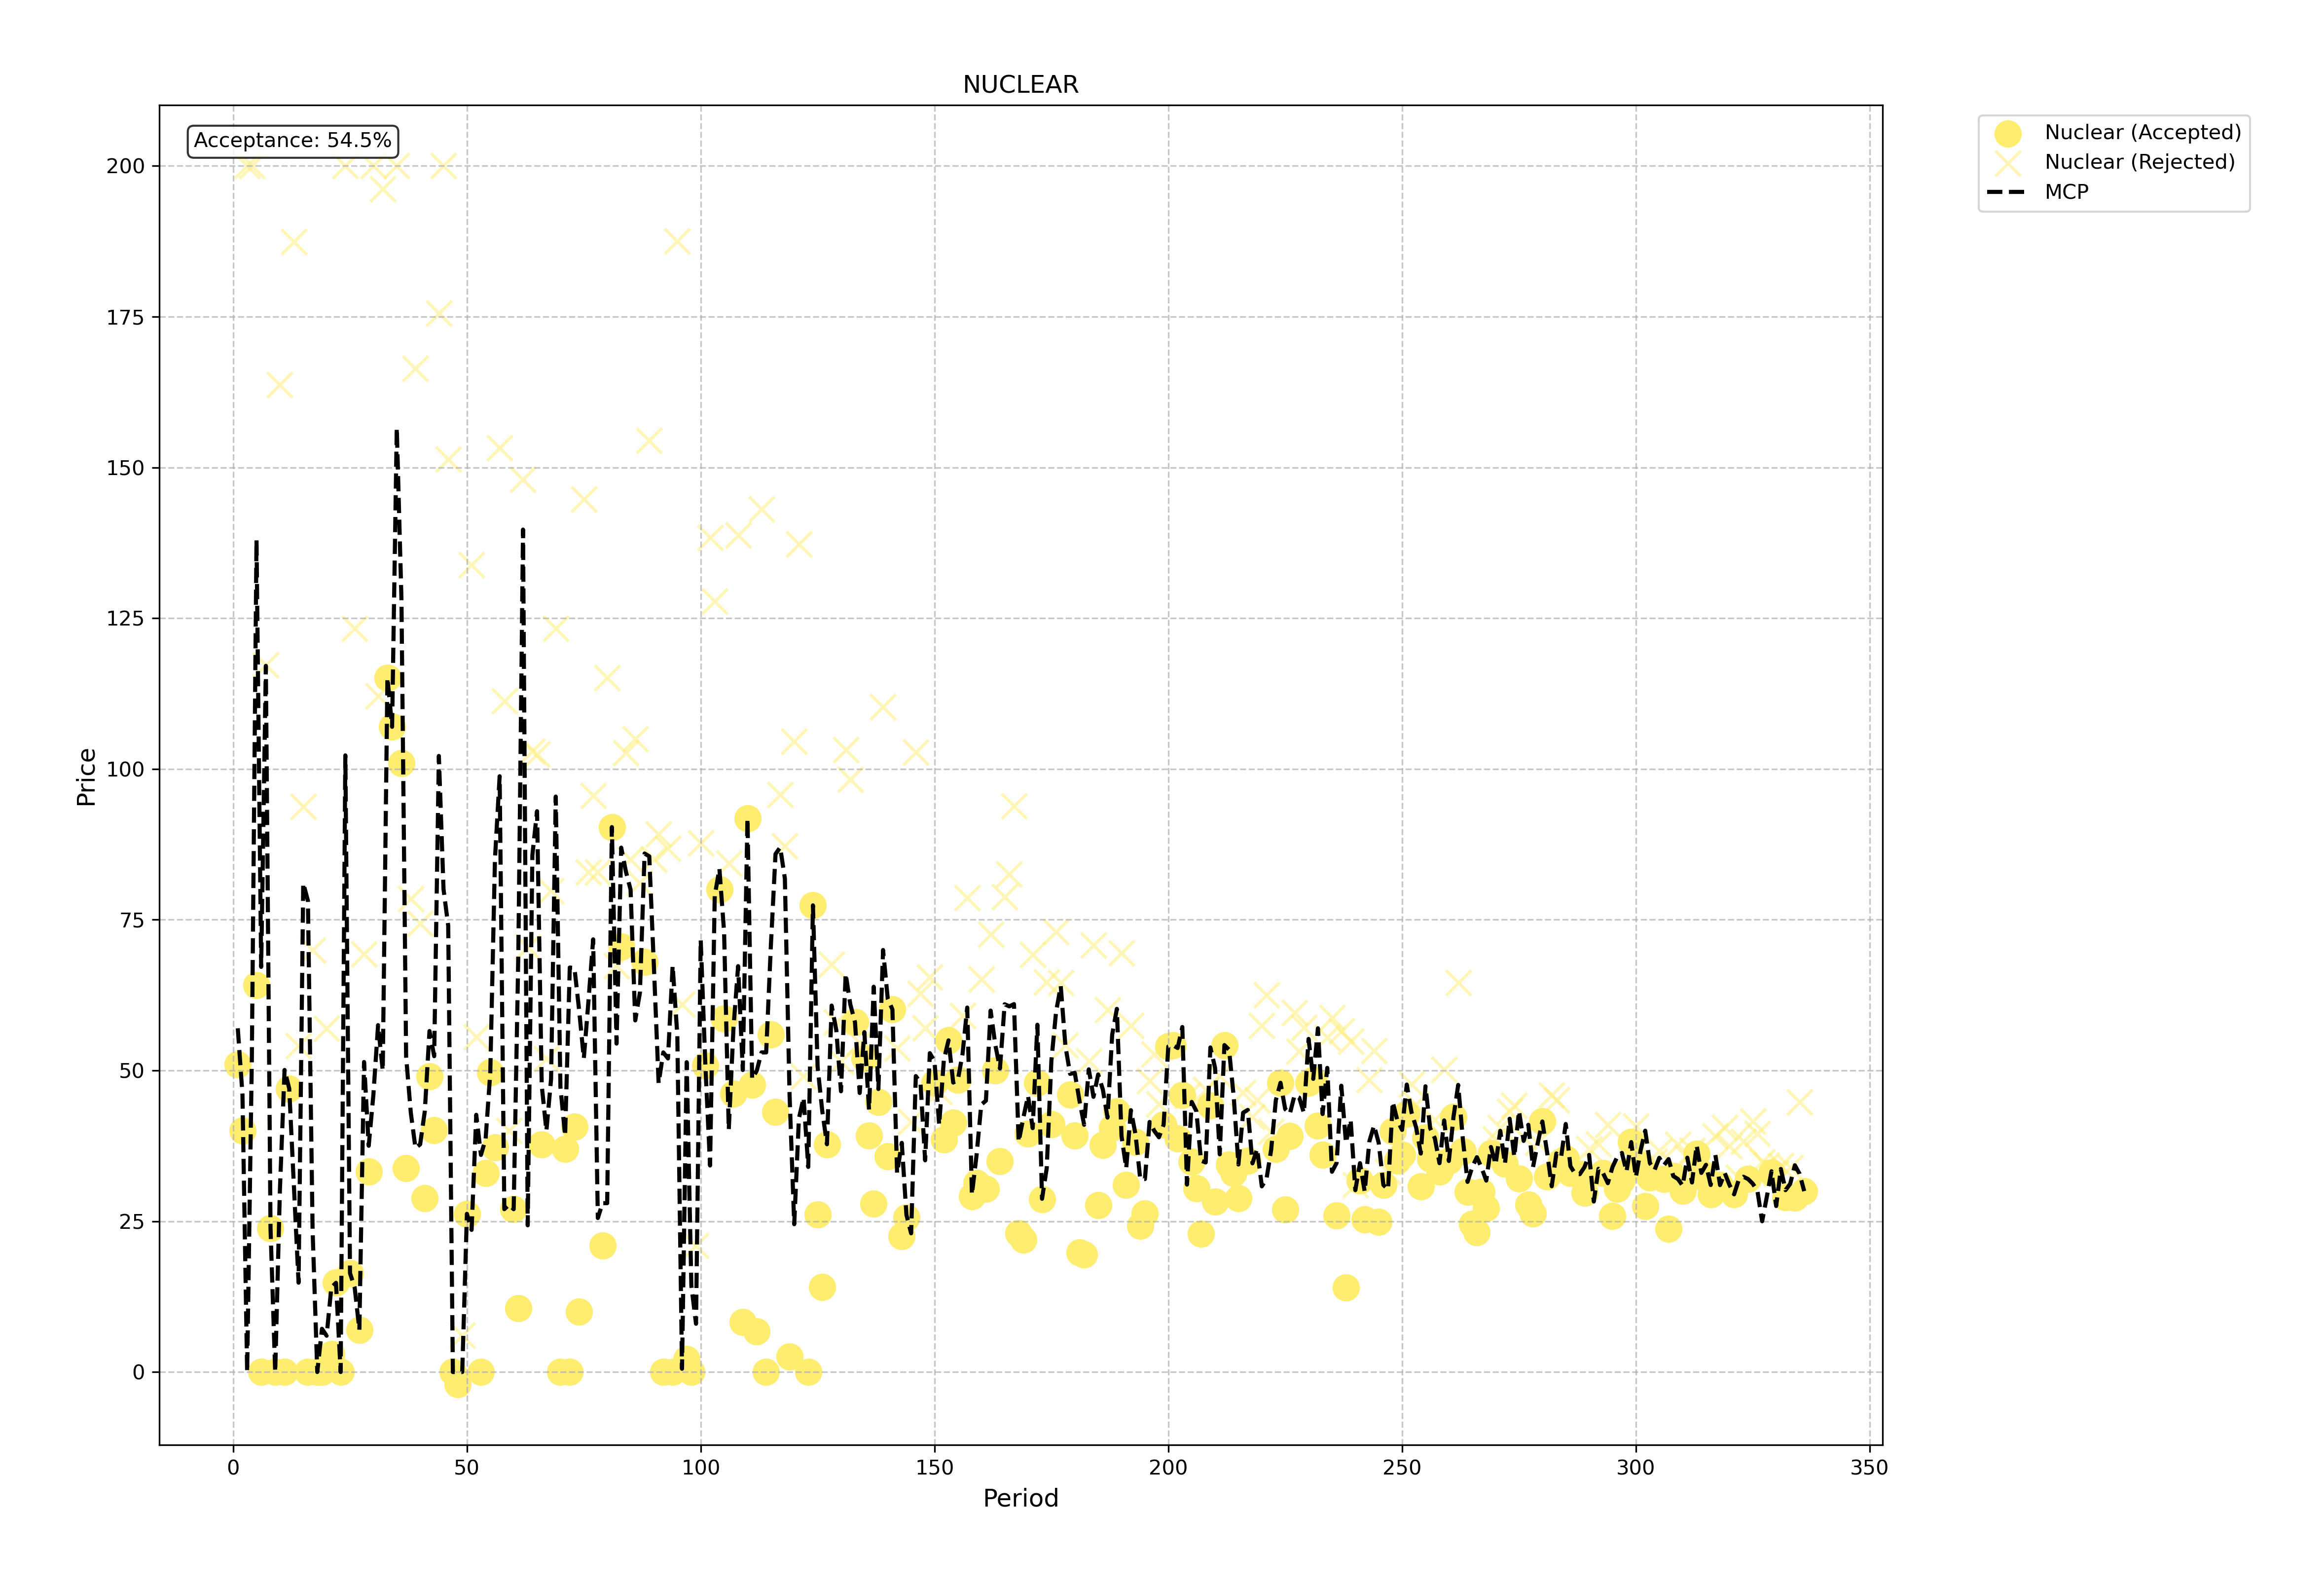 NUCLEAR
Acceptance: 54.5%
Nuclear (Accepted)
Nuclear (Rejected)
MCP
200
175
150
125
100
75
50
25
0
Price
0
50
100
150
200
250
300
350
Period